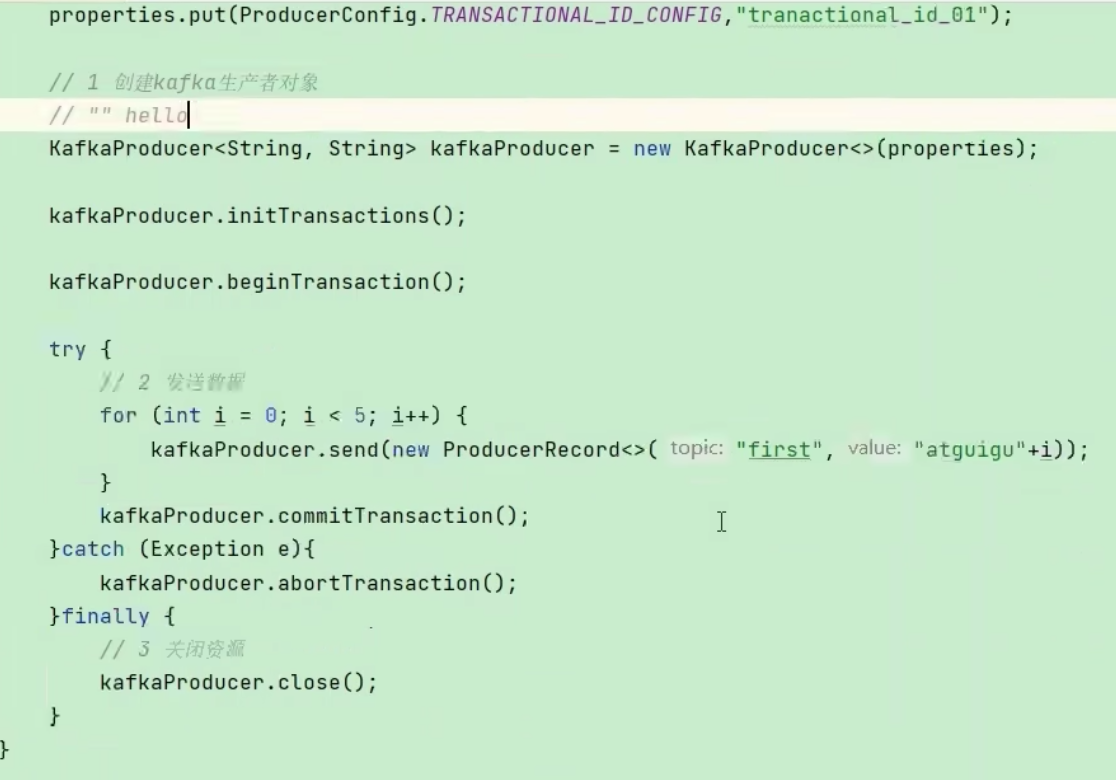 properties.put(ProducerConfig.TRANSACTIONAL_ID_CONFIG,"tranactional_id_01");
// 1 创建kafka生产者对象
// "" hello
KafkaProducer<String, String> kafkaProducer = new KafkaProducer<>(properties);
kafkaProducer.initTransactions();
kafkaProducer.beginTransaction();
try {
// 2 发送数据
for (int i = 0; i < 5; i++) {
kafkaProducer.send(new ProducerRecord<>( topic: "first", value: "atguigu"+i));
}
kafkaProducer.commitTransaction();
}catch (Exception e){
kafkaProducer.abortTransaction();
}finally {
// 3 关闭资源
kafkaProducer.close();
}
}